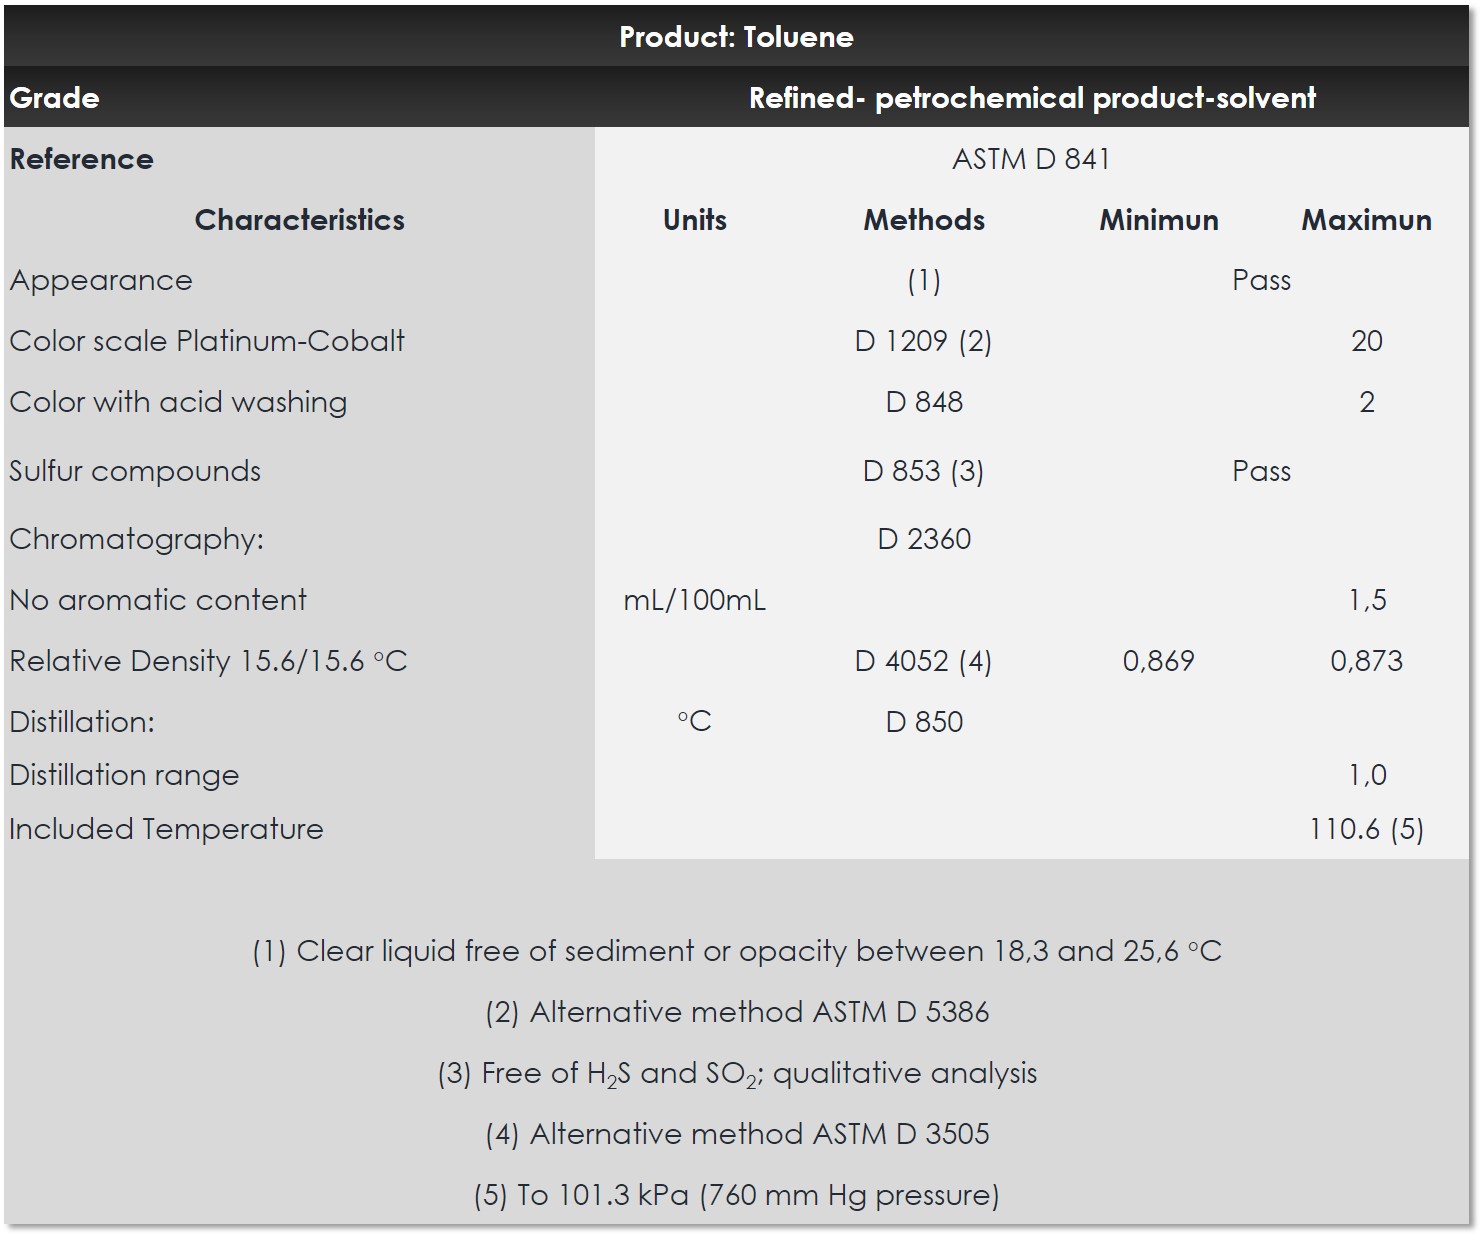 Product: Toluene
Grade Refined- petrochemical product-solvent
Reference ASTM D 841
Characteristics Units Methods Minimun Maximun
Appearance (1) Pass
Color scale Platinum-Cobalt D 1209 (2) 20
Color with acid washing D 848 2
Sulfur compounds D 853 (3) Pass
Chromatography: D 2360
No aromatic content mL/100mL 1,5
Relative Density 15.6/15.6 °C D 4052 (4) 0,869 0,873
Distillation: °C D 850
Distillation range 1,0
Included Temperature 110.6 (5)
(1) Clear liquid free of sediment or opacity between 18,3 and 25,6 °C
(2) Alternative method ASTM D 5386
(3) Free of H₂S and SO₂; qualitative analysis
(4) Alternative method ASTM D 3505
(5) To 101.3 kPa (760 mm Hg pressure)